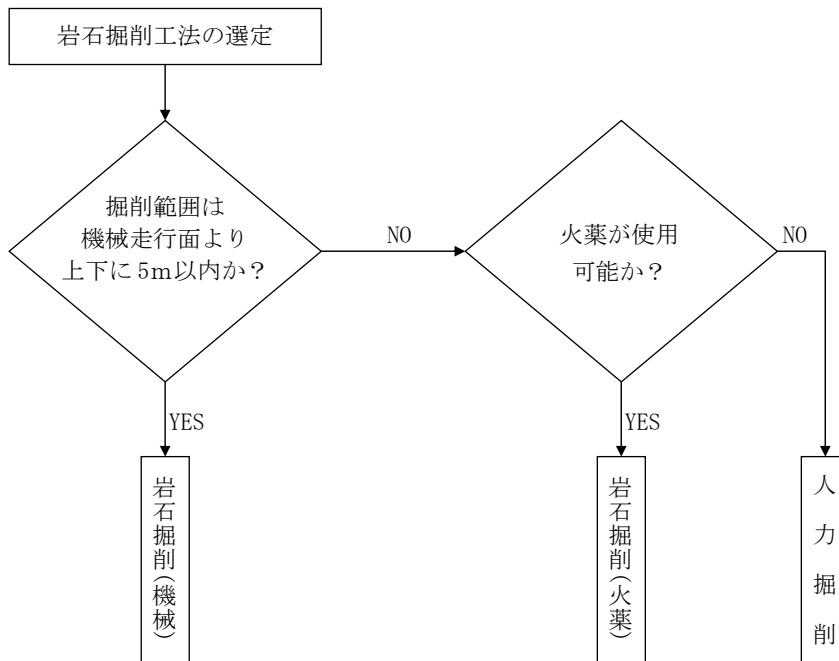 岩石掘削工法の選定
掘削範囲は
機械走行面より
上下に5m以内か？
NO
火薬が使用
可能か？
NO
YES
YES
岩石掘削(機械)
岩石掘削(火薬)
人力掘削